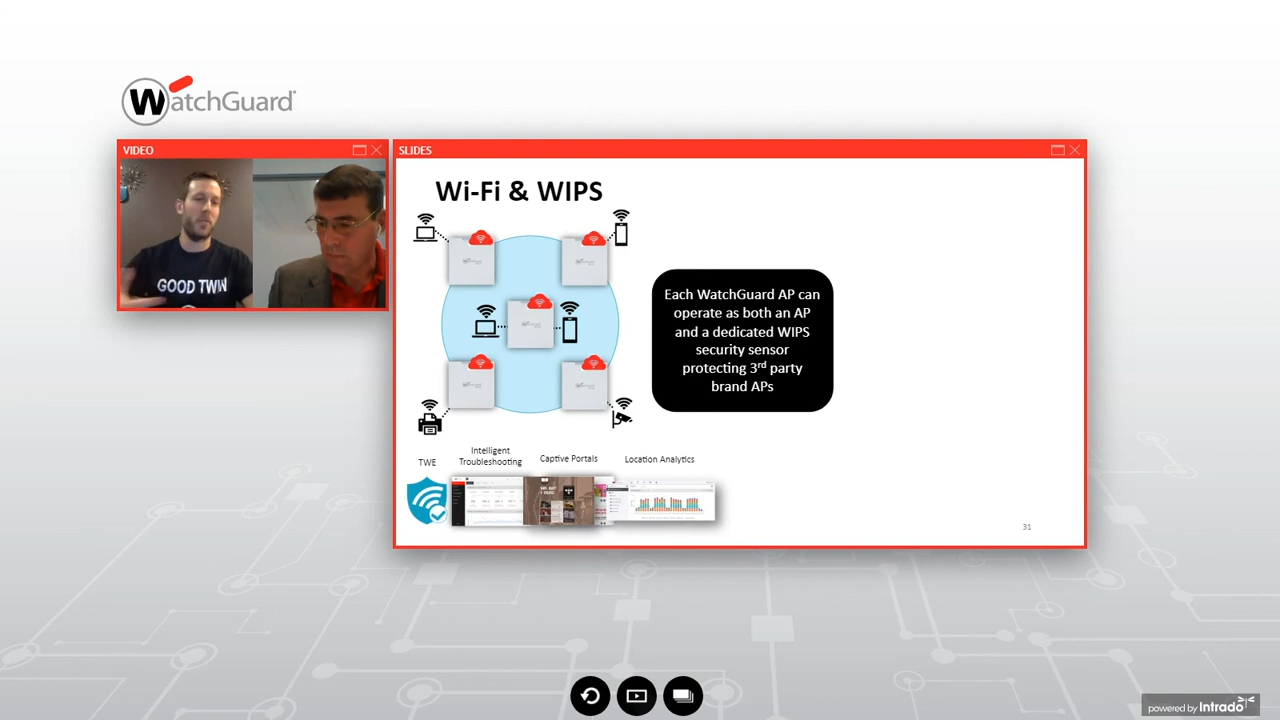 WatchGuard
VIDEO
SLIDES
GOOD TWIN
Wi-Fi & WIPS
Each WatchGuard AP can
operate as both an AP
and a dedicated WIPS
security sensor
protecting 3rd party
brand APs
TWE
Intelligent
Troubleshooting
Captive Portals
Location Analytics
31
powered by Intrado